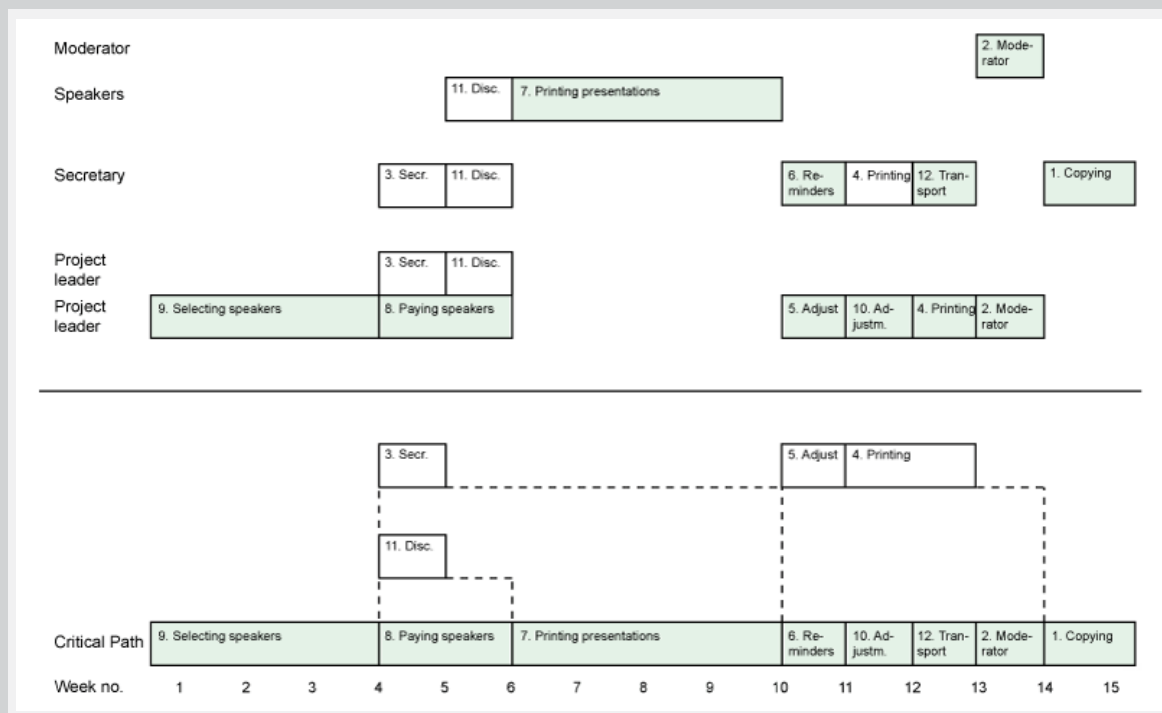 Moderator
2. Mode-
rator
Speakers
11. Disc.
7. Printing presentations
Secretary
3. Secr.
11. Disc.
6. Re-
minders
4. Printing
12. Tran-
sport
1. Copying
Project
leader
3. Secr.
11. Disc.
Project
leader
9. Selecting speakers
8. Paying speakers
5. Adjust
10. Ad-
justm.
4. Printing
2. Mode-
rator
3. Secr.
5. Adjust
4. Printing
11. Disc.
Critical Path
9. Selecting speakers
8. Paying speakers
7. Printing presentations
6. Re-
minders
10. Ad-
justm.
12. Tran-
sport
2. Mode-
rator
1. Copying
Week no. 1 2 3 4 5 6 7 8 9 10 11 12 13 14 15